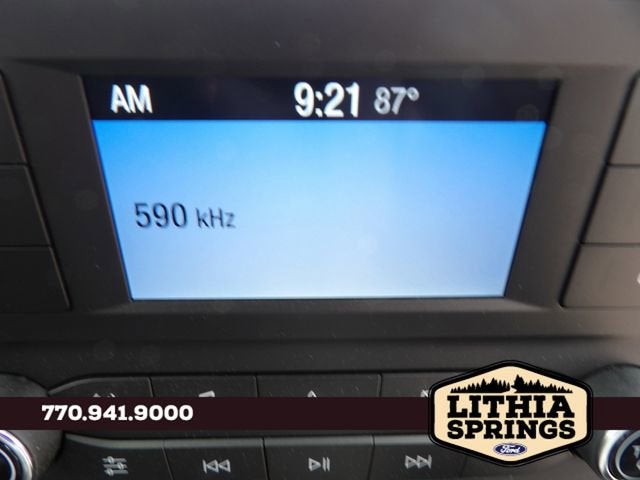 AM 9:21 87°
590 kHz
770.941.9000
LITHIA
SPRINGS
Ford